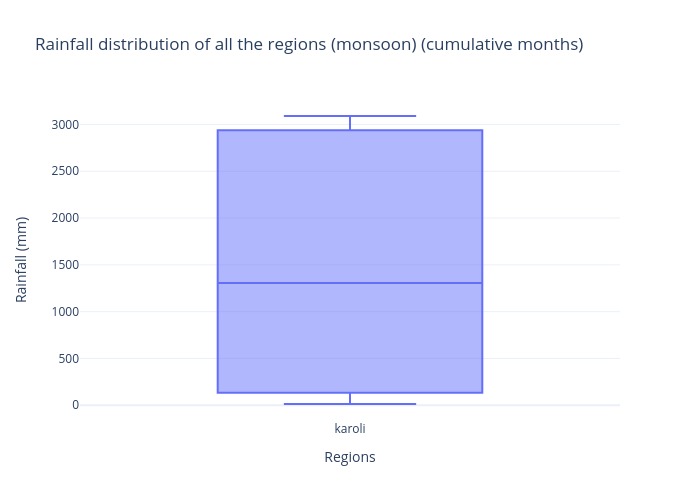 Rainfall distribution of all the regions (monsoon) (cumulative months)
3000
2500
2000
1500
1000
500
0
Rainfall (mm)
karoli
Regions